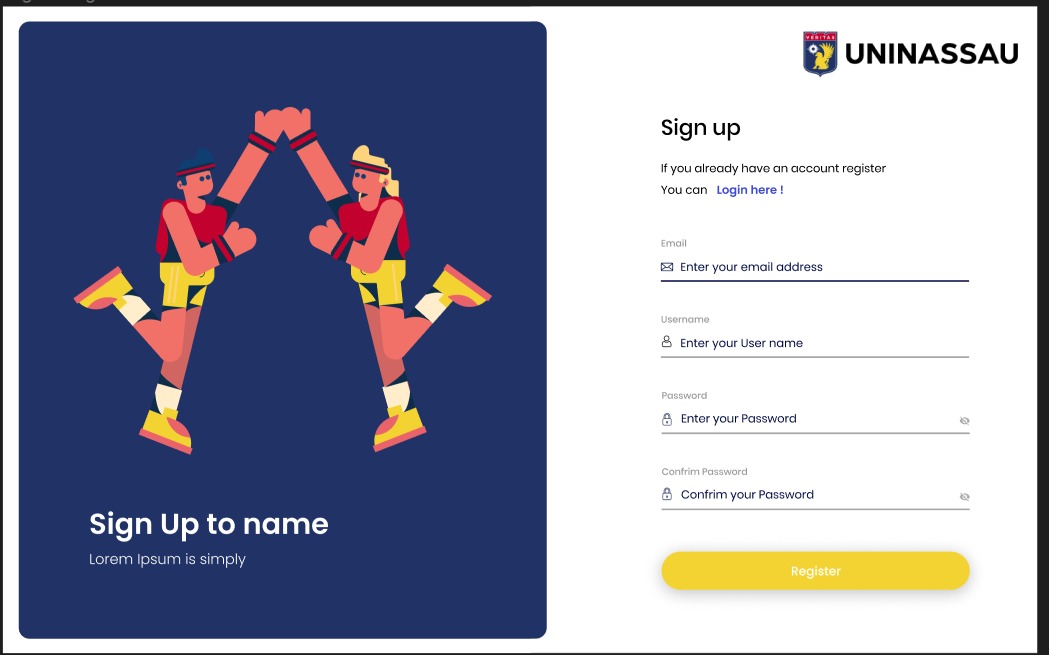 VERITAS
UNINASSAU
Sign up
If you already have an account register
You can Login here !
Email
Enter your email address
Username
Enter your User name
Password
Enter your Password
Confrim Password
Confrim your Password
Register
Sign Up to name
Lorem Ipsum is simply